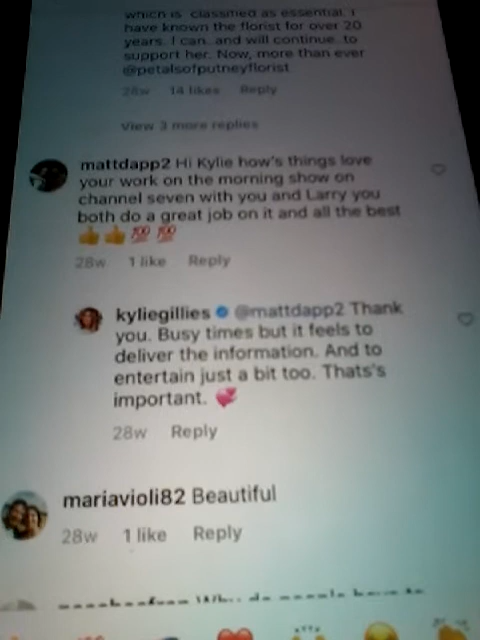 which is classified as essential. I
have known the florist for over 20
years. I can and will continue to
support her. Now, more than ever
@petalsofputneyflorist
28w 14 likes Reply
View 3 more replies
mattdapp2 Hi Kylie how's things love
your work on the morning show on
channel seven with you and Larry you
both do a great job on it and all the best
👍👍💯💯
28w 1 like Reply
kyliegillies @mattdapp2 Thank
you. Busy times but it feels to
deliver the information. And to
entertain just a bit too. Thats's
important. 💞
28w Reply
mariavioli82 Beautiful
28w 1 like Reply